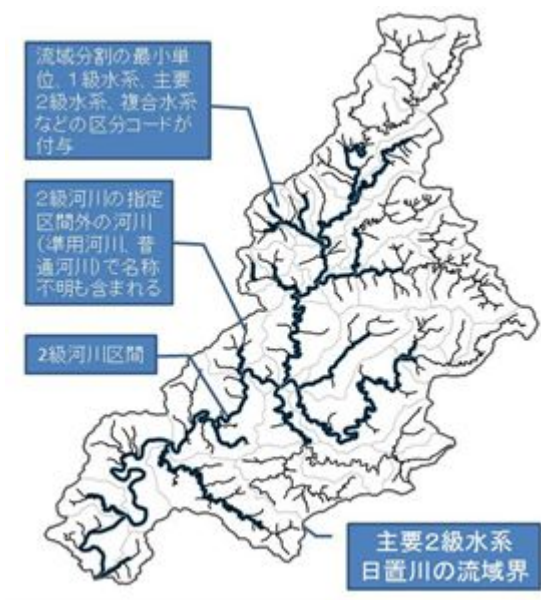 流域分割の最小単
位、1級水系、主要
2級水系、複合水系
などの区分コードが
付与
2級河川の指定
区間外の河川
(準用河川、普
通河川)で名称
不明も含まれる
2級河川区間
主要2級水系
日置川の流域界